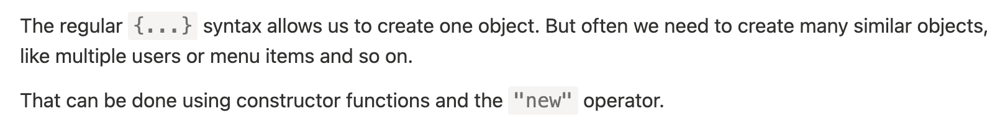 The regular {...} syntax allows us to create one object. But often we need to create many similar objects,
like multiple users or menu items and so on.
That can be done using constructor functions and the "new" operator.